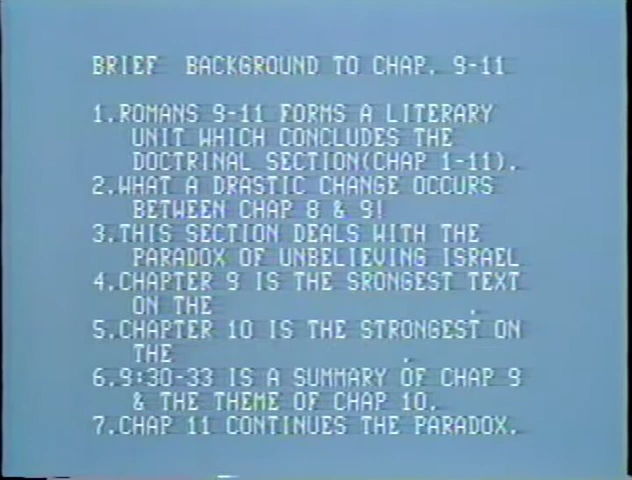 BRIEF BACKGROUND TO CHAP. 9-11
1.ROMANS 9-11 FORMS A LITERARY
UNIT WHICH CONCLUDES THE
DOCTRINAL SECTION(CHAP 1-11).
2.WHAT A DRASTIC CHANGE OCCURS
BETWEEN CHAP 8 & 9!
3.THIS SECTION DEALS WITH THE
PARADOX OF UNBELIEVING ISRAEL
4.CHAPTER 9 IS THE SRONGEST TEXT
ON THE .
5.CHAPTER 10 IS THE STRONGEST ON
THE .
6.9:30-33 IS A SUMMARY OF CHAP 9
& THE THEME OF CHAP 10.
7.CHAP 11 CONTINUES THE PARADOX.